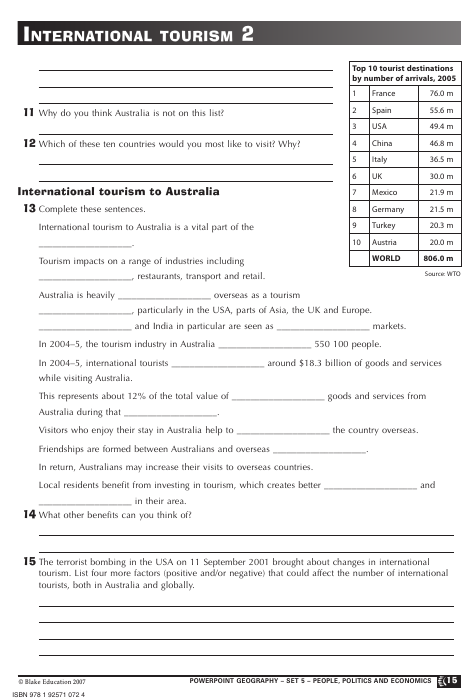 INTERNATIONAL TOURISM 2
Top 10 tourist destinations
by number of arrivals, 2005
1 France 76.0 m
2 Spain 55.6 m
3 USA 49.4 m
4 China 46.8 m
5 Italy 36.5 m
6 UK 30.0 m
7 Mexico 21.9 m
8 Germany 21.5 m
9 Turkey 20.3 m
10 Austria 20.0 m
WORLD 806.0 m
Source: WTO
11 Why do you think Australia is not on this list?
12 Which of these ten countries would you most like to visit? Why?
International tourism to Australia
13 Complete these sentences.
International tourism to Australia is a vital part of the
____________________.
Tourism impacts on a range of industries including
____________________, restaurants, transport and retail.
Australia is heavily ____________________ overseas as a tourism
____________________, particularly in the USA, parts of Asia, the UK and Europe.
____________________ and India in particular are seen as ____________________ markets.
In 2004–5, the tourism industry in Australia ____________________ 550 100 people.
In 2004–5, international tourists ____________________ around $18.3 billion of goods and services
while visiting Australia.
This represents about 12% of the total value of ____________________ goods and services from
Australia during that ____________________.
Visitors who enjoy their stay in Australia help to ____________________ the country overseas.
Friendships are formed between Australians and overseas ____________________.
In return, Australians may increase their visits to overseas countries.
Local residents benefit from investing in tourism, which creates better ____________________ and
____________________ in their area.
14 What other benefits can you think of?
15 The terrorist bombing in the USA on 11 September 2001 brought about changes in international
tourism. List four more factors (positive and/or negative) that could affect the number of international
tourists, both in Australia and globally.
© Blake Education 2007
POWERPOINT GEOGRAPHY – SET 5 – PEOPLE, POLITICS AND ECONOMICS 15
ISBN 978 1 92571 072 4